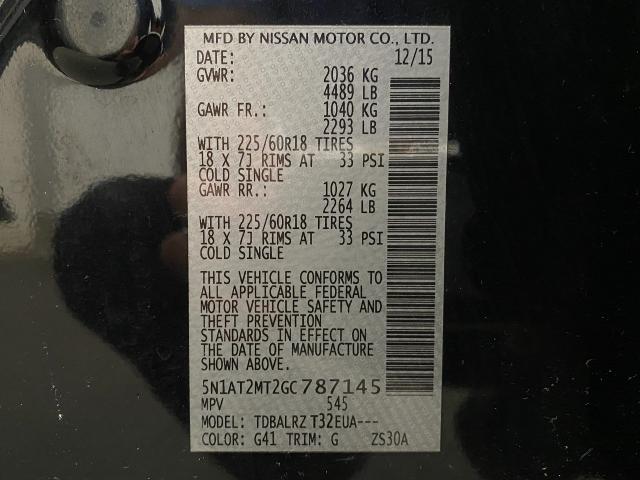 MFD BY NISSAN MOTOR CO., LTD.
DATE: 12/15
GVWR: 2036 KG
4489 LB
GAWR FR.: 1040 KG
2293 LB
WITH 225/60R18 TIRES
18 X 7J RIMS AT 33 PSI
COLD SINGLE
GAWR RR.: 1027 KG
2264 LB
WITH 225/60R18 TIRES
18 X 7J RIMS AT 33 PSI
COLD SINGLE
THIS VEHICLE CONFORMS TO
ALL APPLICABLE FEDERAL
MOTOR VEHICLE SAFETY AND
THEFT PREVENTION
STANDARDS IN EFFECT ON
THE DATE OF MANUFACTURE
SHOWN ABOVE.
5N1AT2MT2GC787145
MPV 545
MODEL: TDBALRZ T32EUA---
COLOR: G41 TRIM: G ZS30A